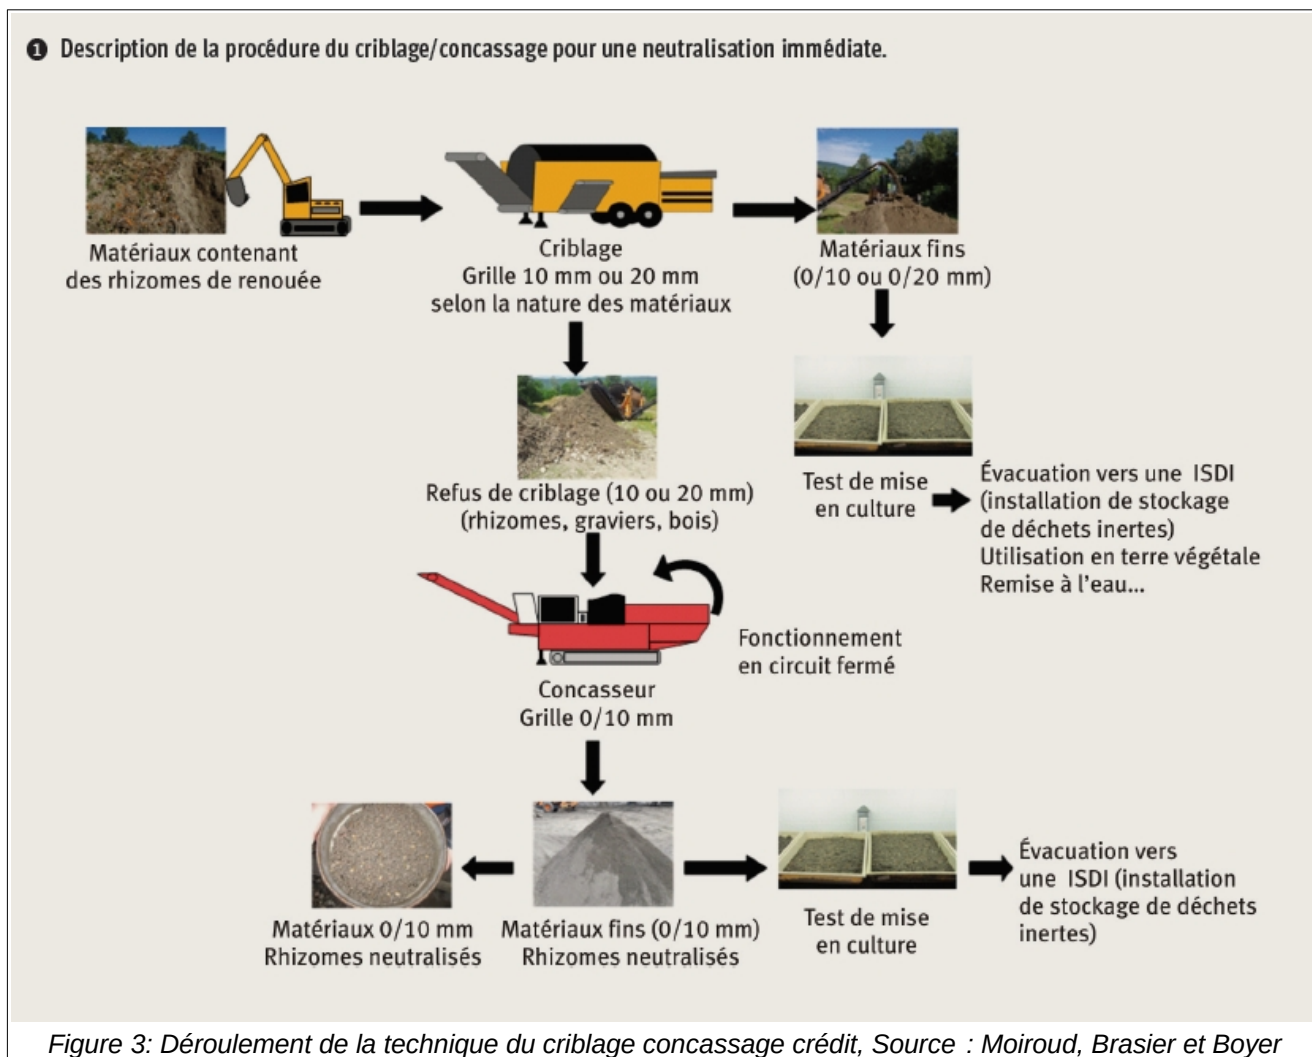 ❶ Description de la procédure du criblage/concassage pour une neutralisation immédiate.
Matériaux contenant
des rhizomes de renouée
Criblage
Grille 10 mm ou 20 mm
selon la nature des matériaux
Matériaux fins
(0/10 ou 0/20 mm)
Refus de criblage (10 ou 20 mm)
(rhizomes, graviers, bois)
Test de mise
en culture
Évacuation vers une ISDI
(installation de stockage
de déchets inertes)
Utilisation en terre végétale
Remise à l'eau...
Fonctionnement
en circuit fermé
Concasseur
Grille 0/10 mm
Matériaux 0/10 mm
Rhizomes neutralisés
Matériaux fins (0/10 mm)
Rhizomes neutralisés
Test de mise
en culture
Évacuation vers
une ISDI (installation
de stockage de déchets
inertes)
Figure 3: Déroulement de la technique du criblage concassage crédit, Source : Moiroud, Brasier et Boyer